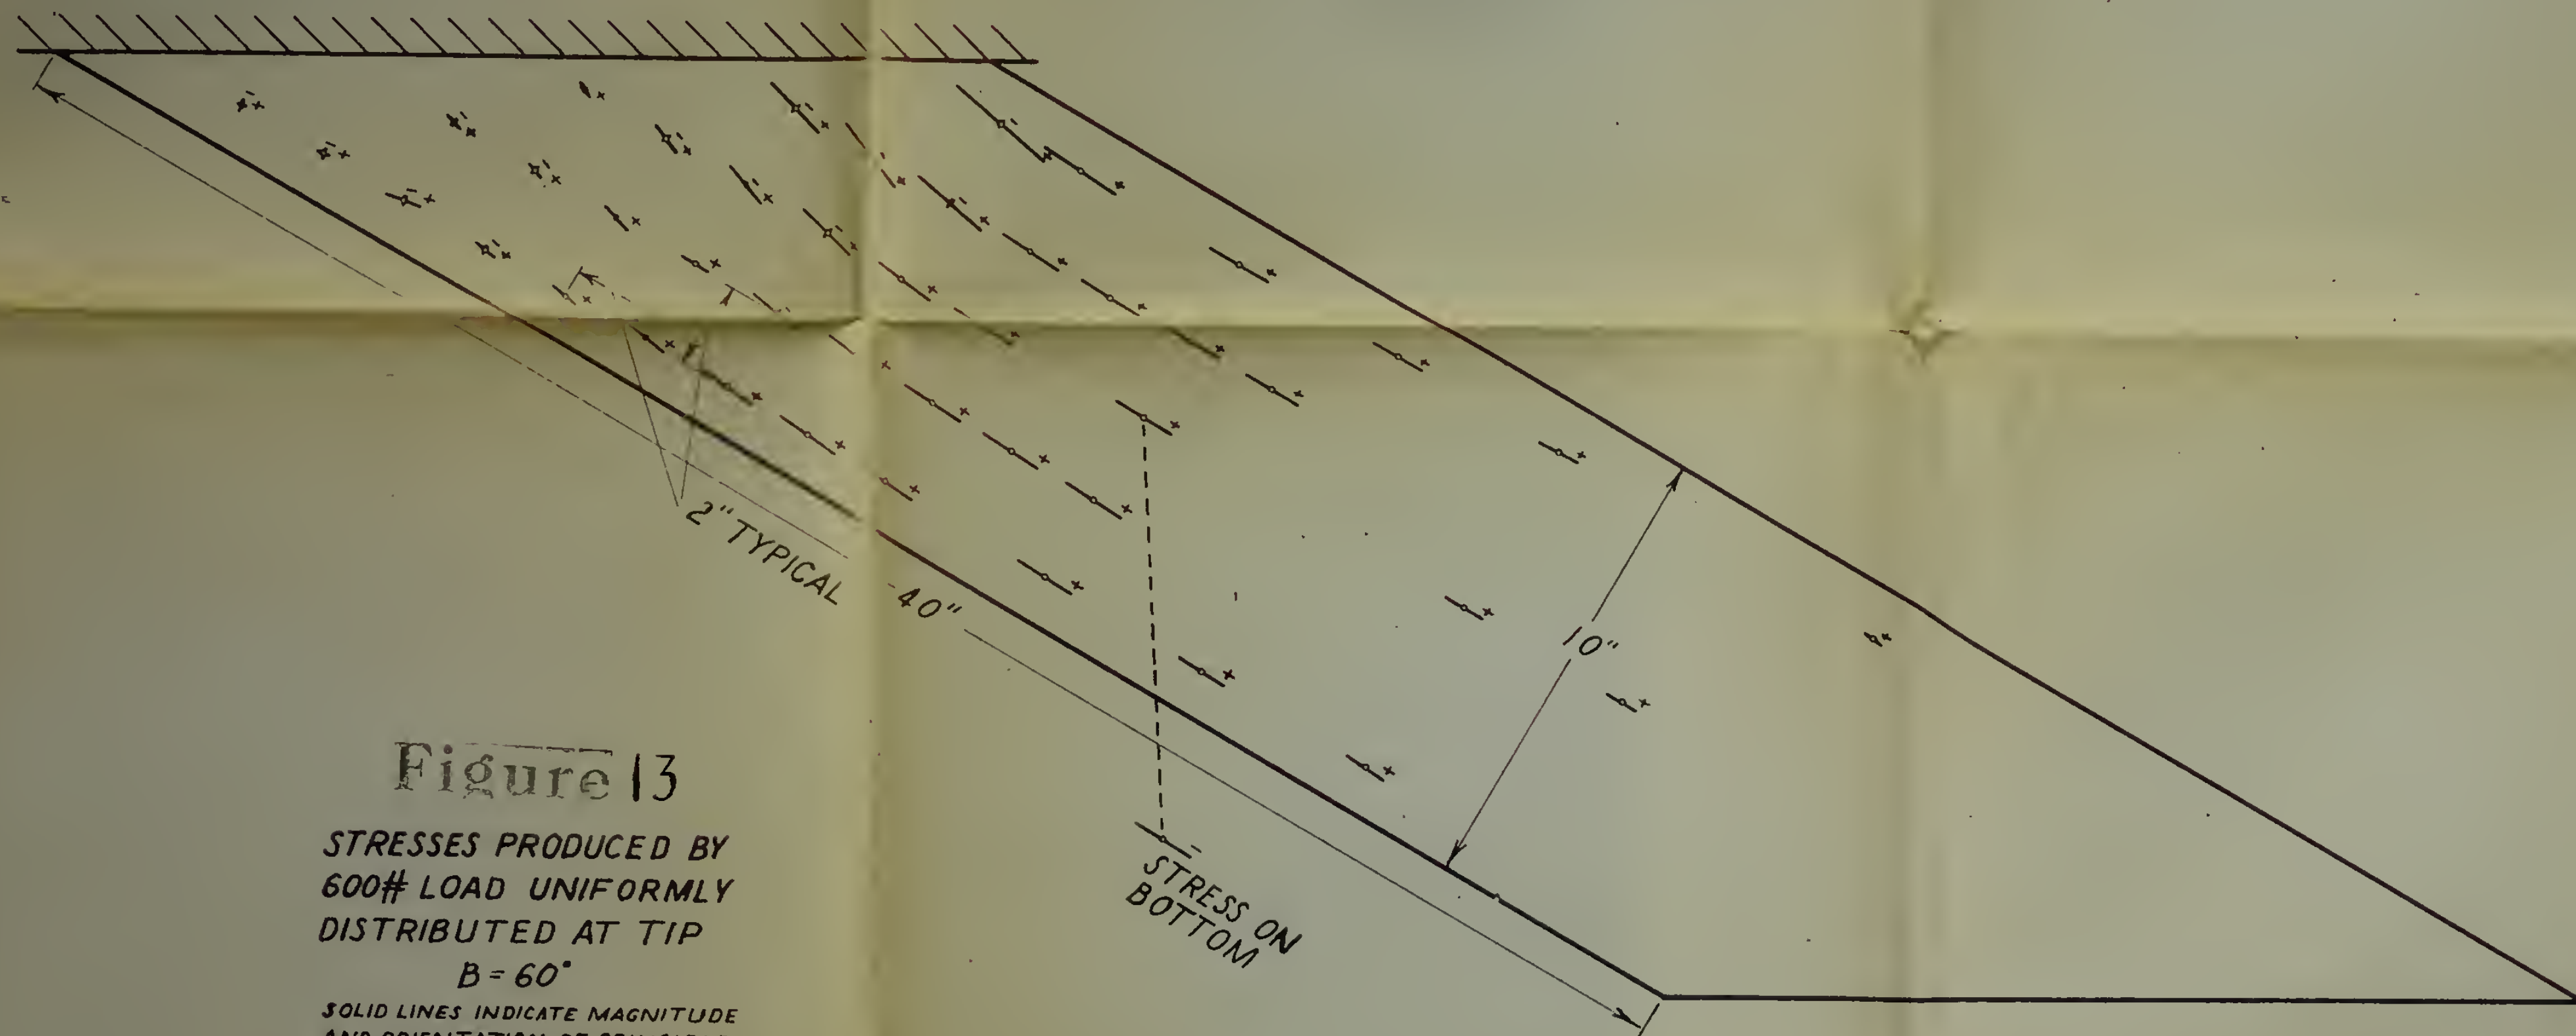 2" TYPICAL
40"
10"
STRESS ON
BOTTOM
Figure 13
STRESSES PRODUCED BY
600# LOAD UNIFORMLY
DISTRIBUTED AT TIP
B = 60°
SOLID LINES INDICATE MAGNITUDE